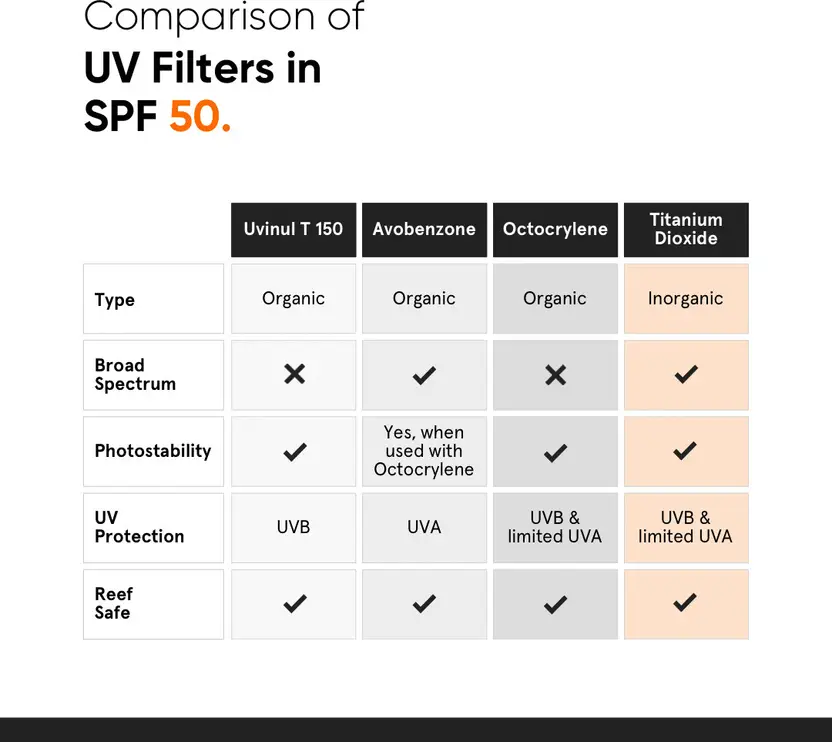 Comparison of
UV Filters in
SPF 50.
Uvinul T 150 Avobenzone Octocrylene Titanium
Dioxide
Type Organic Organic Organic Inorganic
Broad
Spectrum ✕ ✓ ✕ ✓
Photostability ✓ Yes, when
used with
Octocrylene ✓ ✓
UV
Protection UVB UVA UVB &
limited UVA UVB &
limited UVA
Reef
Safe ✓ ✓ ✓ ✓